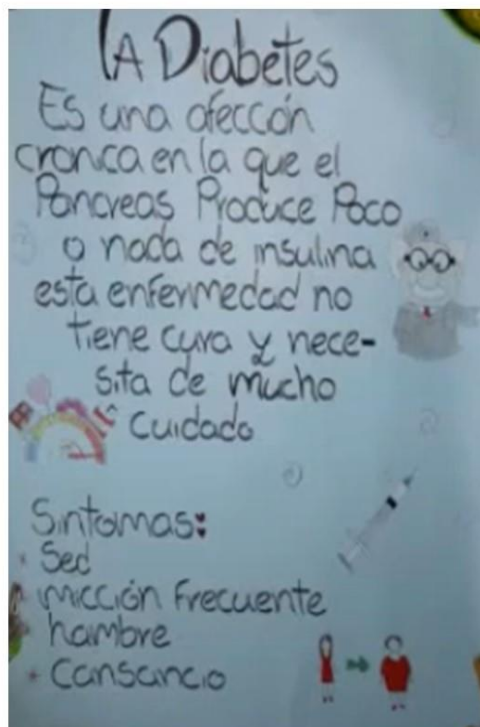 LA Diabetes
Es una afección
cronica en la que el
Pancreas Produce Poco
o nada de insulina
esta enfermedad no
tiene cura y nece-
sita de mucho
cuidado
Sintomas:
* Sed
* micción frecuente
* hambre
* Cansancio